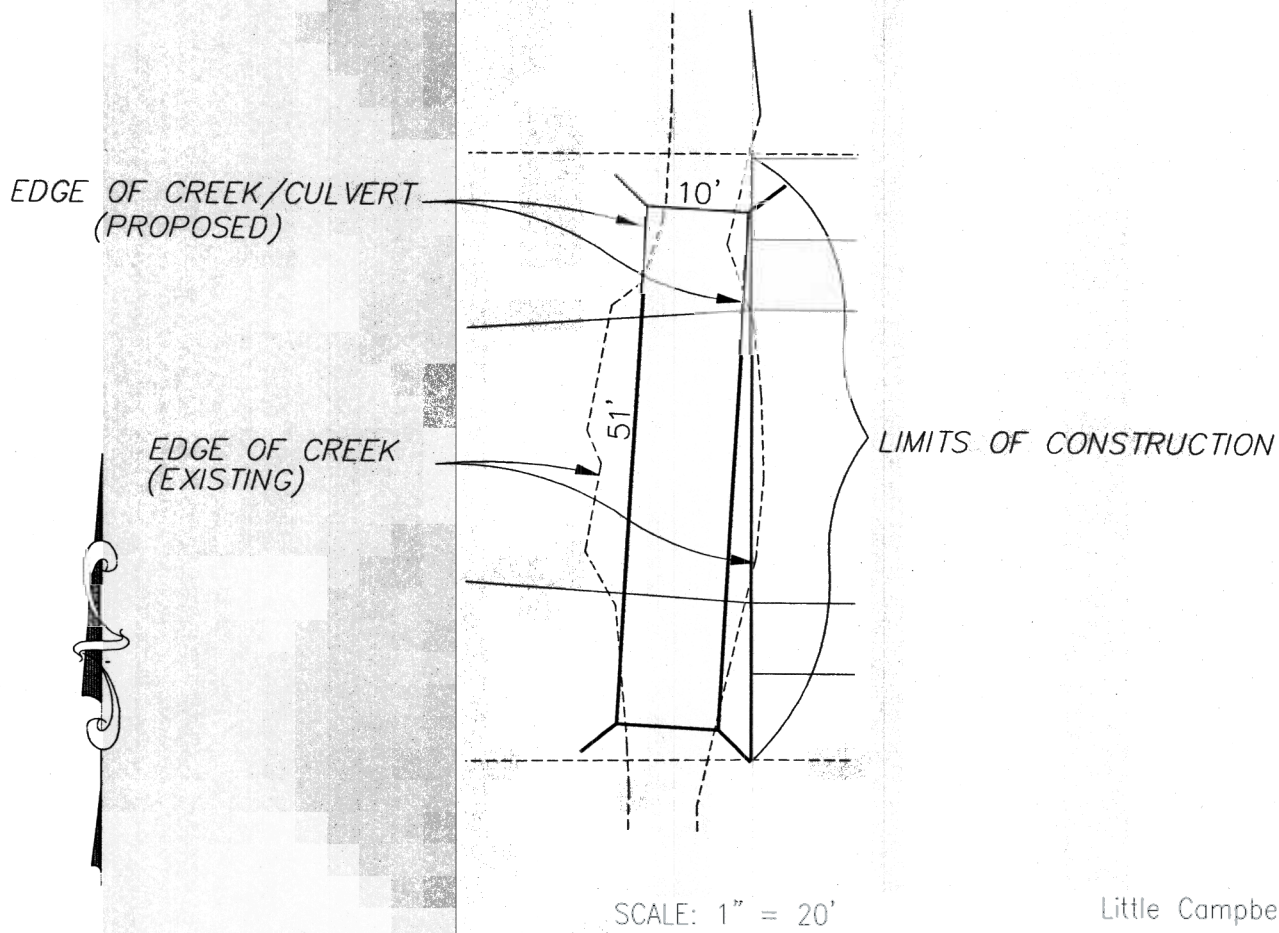 EDGE OF CREEK/CULVERT
(PROPOSED)
10'
51'
EDGE OF CREEK
(EXISTING)
LIMITS OF CONSTRUCTION
SCALE: 1" = 20'
Little Campbe